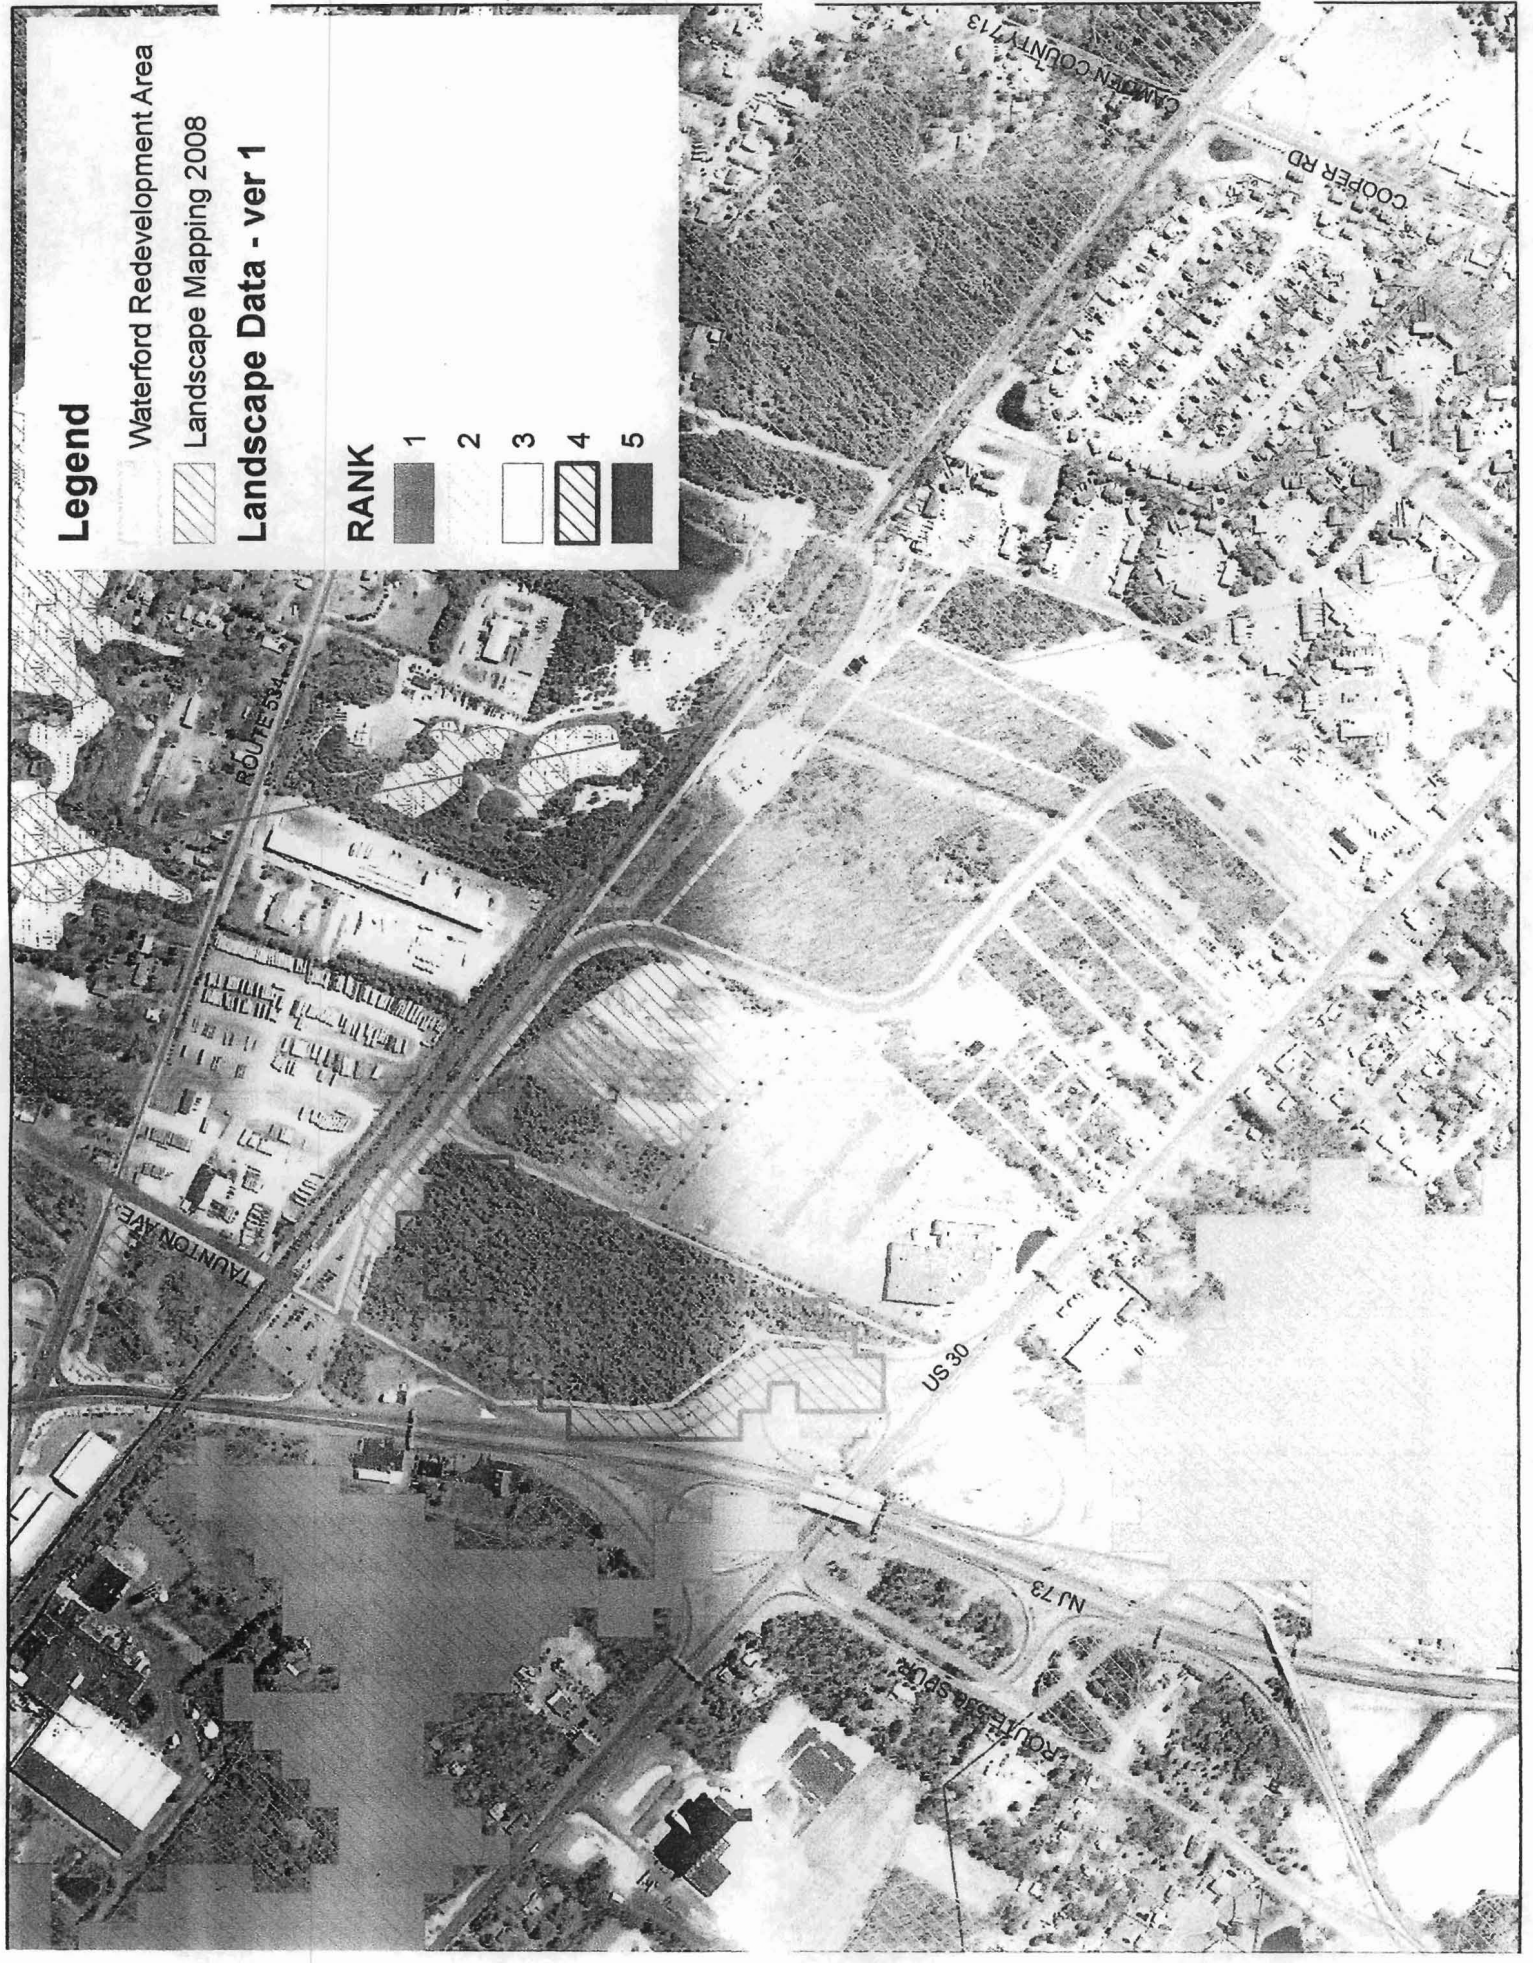 Legend
Waterford Redevelopment Area
Landscape Mapping 2008
Landscape Data - ver 1
RANK
1
2
3
4
5
ROUTE 534
TAUNTON AVE
CAMDEN COUNTY 713
COOPER RD
US 30
NJ 73
ROUTE 536 SPUR